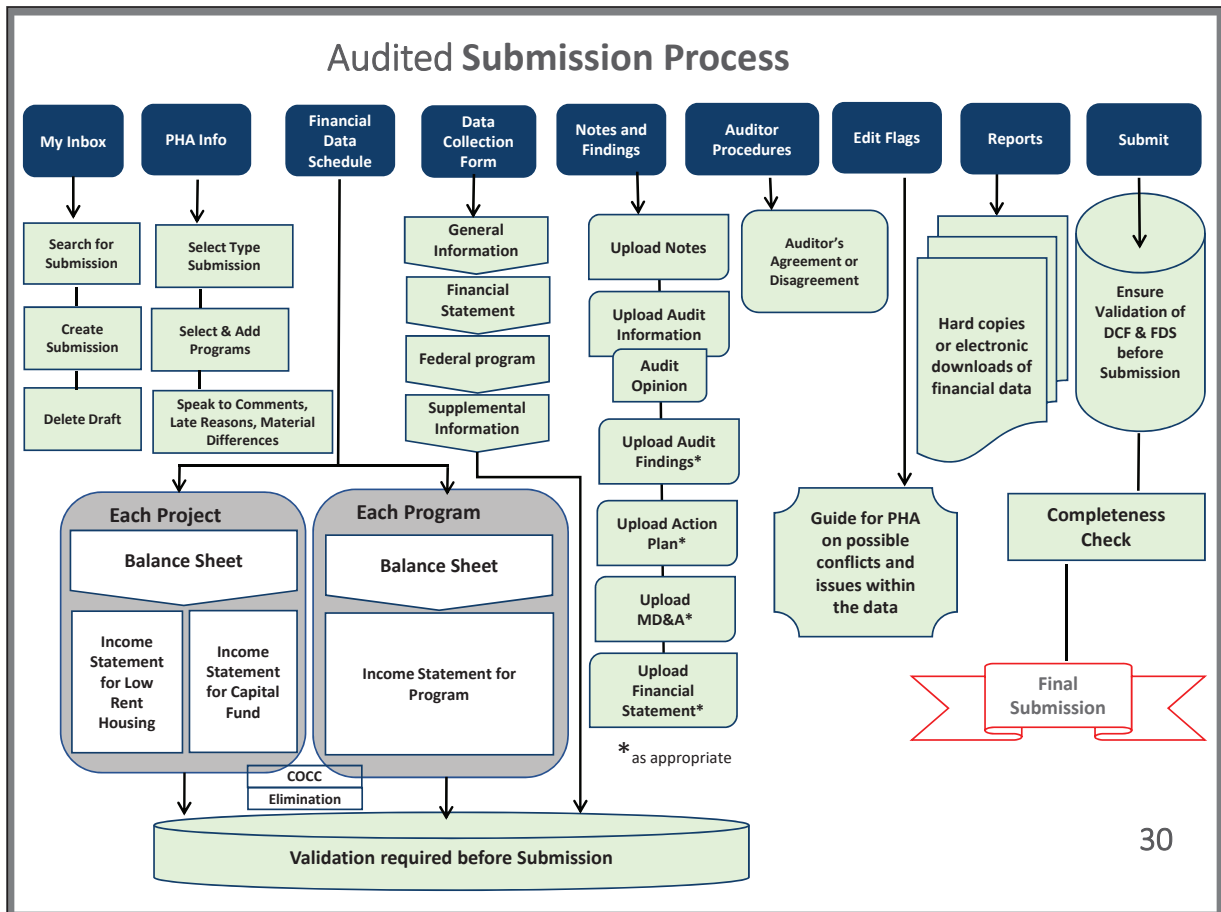 Audited Submission Process
My Inbox
PHA Info
Financial
Data
Schedule
Data
Collection
Form
Notes and
Findings
Auditor
Procedures
Edit Flags
Reports
Submit
Search for
Submission
Create
Submission
Delete Draft
Select Type
Submission
Select & Add
Programs
Speak to Comments,
Late Reasons, Material
Differences
General
Information
Financial
Statement
Federal program
Supplemental
Information
Upload Notes
Upload Audit
Information
Audit
Opinion
Upload Audit
Findings*
Upload Action
Plan*
Upload
MD&A*
Upload
Financial
Statement*
*as appropriate
Auditor's
Agreement or
Disagreement
Guide for PHA
on possible
conflicts and
issues within
the data
Hard copies
or electronic
downloads of
financial data
Ensure
Validation of
DCF & FDS
before
Submission
Completeness
Check
Final
Submission
Each Project
Balance Sheet
Income
Statement
for Low
Rent
Housing
Income
Statement
for Capital
Fund
Each Program
Balance Sheet
Income Statement for
Program
COCC
Elimination
Validation required before Submission
30